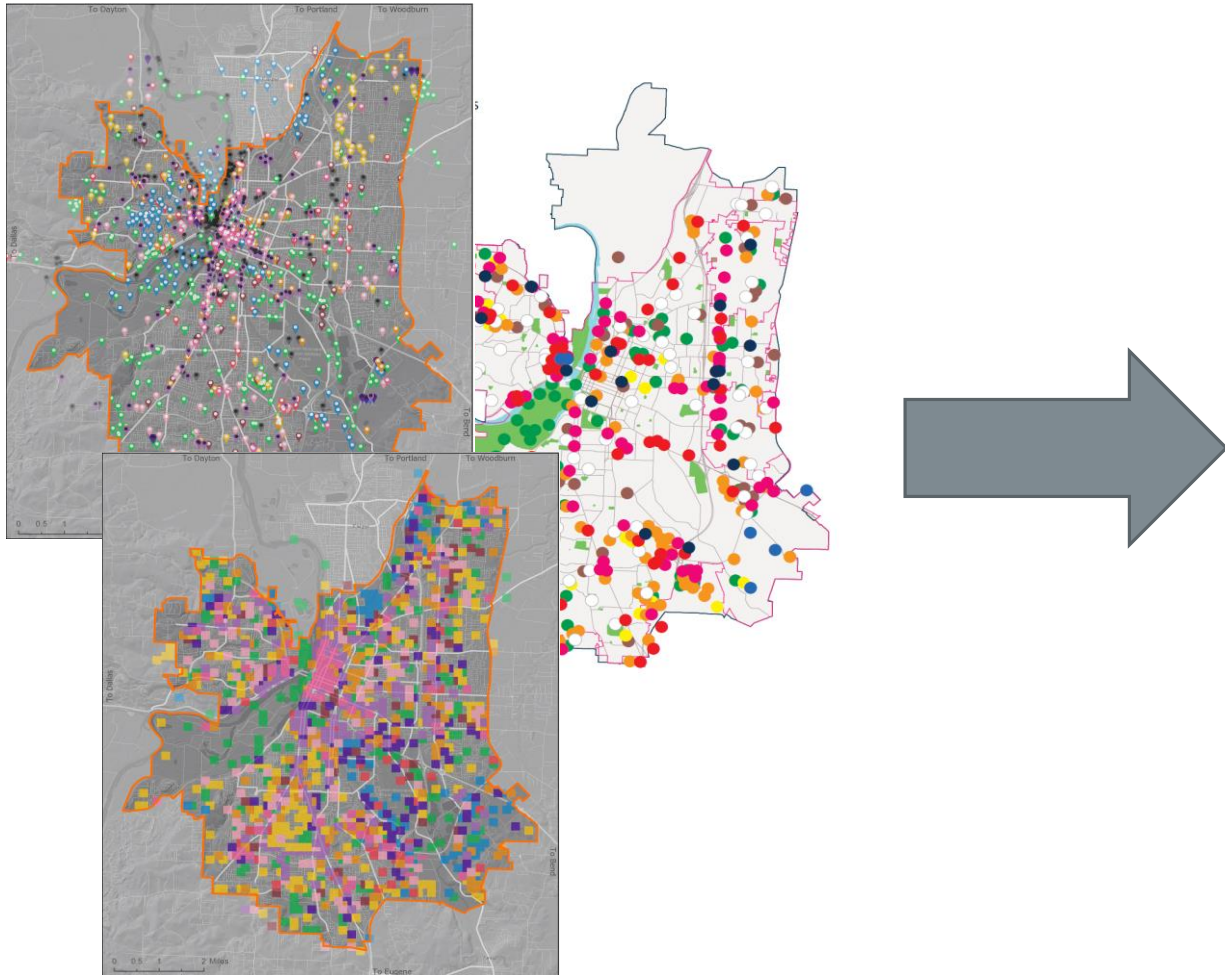 To Dayton
To Portland
To Woodburn
s
To Dallas
To Bend
0 0.5 1
To Dayton
To Portland
To Woodburn
To Dallas
To Bend
0 0.5 1 2 Miles
To Eugene